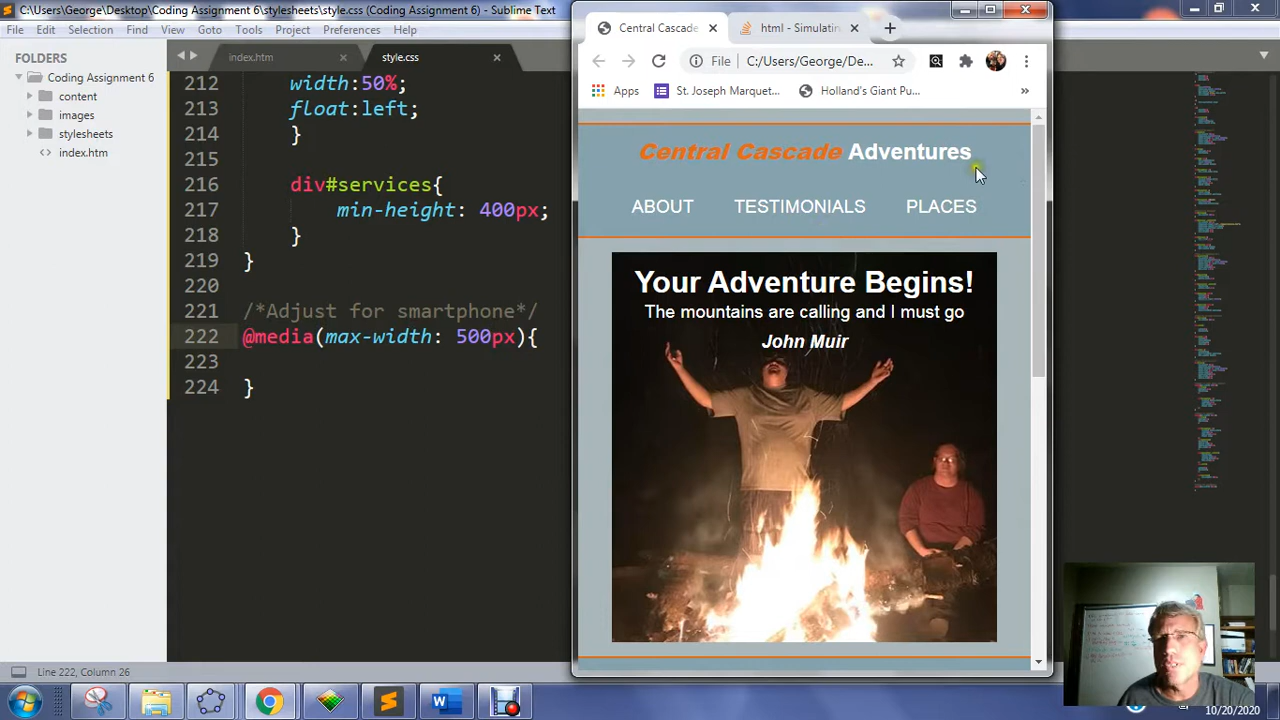 C:\Users\George\Desktop\Coding Assignment 6\stylesheets\style.css (Coding Assignment 6) - Sublime Text
File Edit Selection Find View Goto Tools Project Preferences
FOLDERS
Coding Assignment 6
content
images
stylesheets
index.htm
index.htm
style.css
212 width:50%;
213 float:left;
214 }
215
216 div#services{
217 min-height: 400px;
218 }
219 }
220
221 /*Adjust for smartphone*/
222 @media(max-width: 500px){
223
224 }
Line 222, Column 26
Central Cascade
html - Simulatin
File C:/Users/George/De...
Apps St. Joseph Marquet... Holland's Giant Pu... »
Central Cascade Adventures
ABOUT TESTIMONIALS PLACES
Your Adventure Begins!
The mountains are calling and I must go
John Muir
10/20/2020